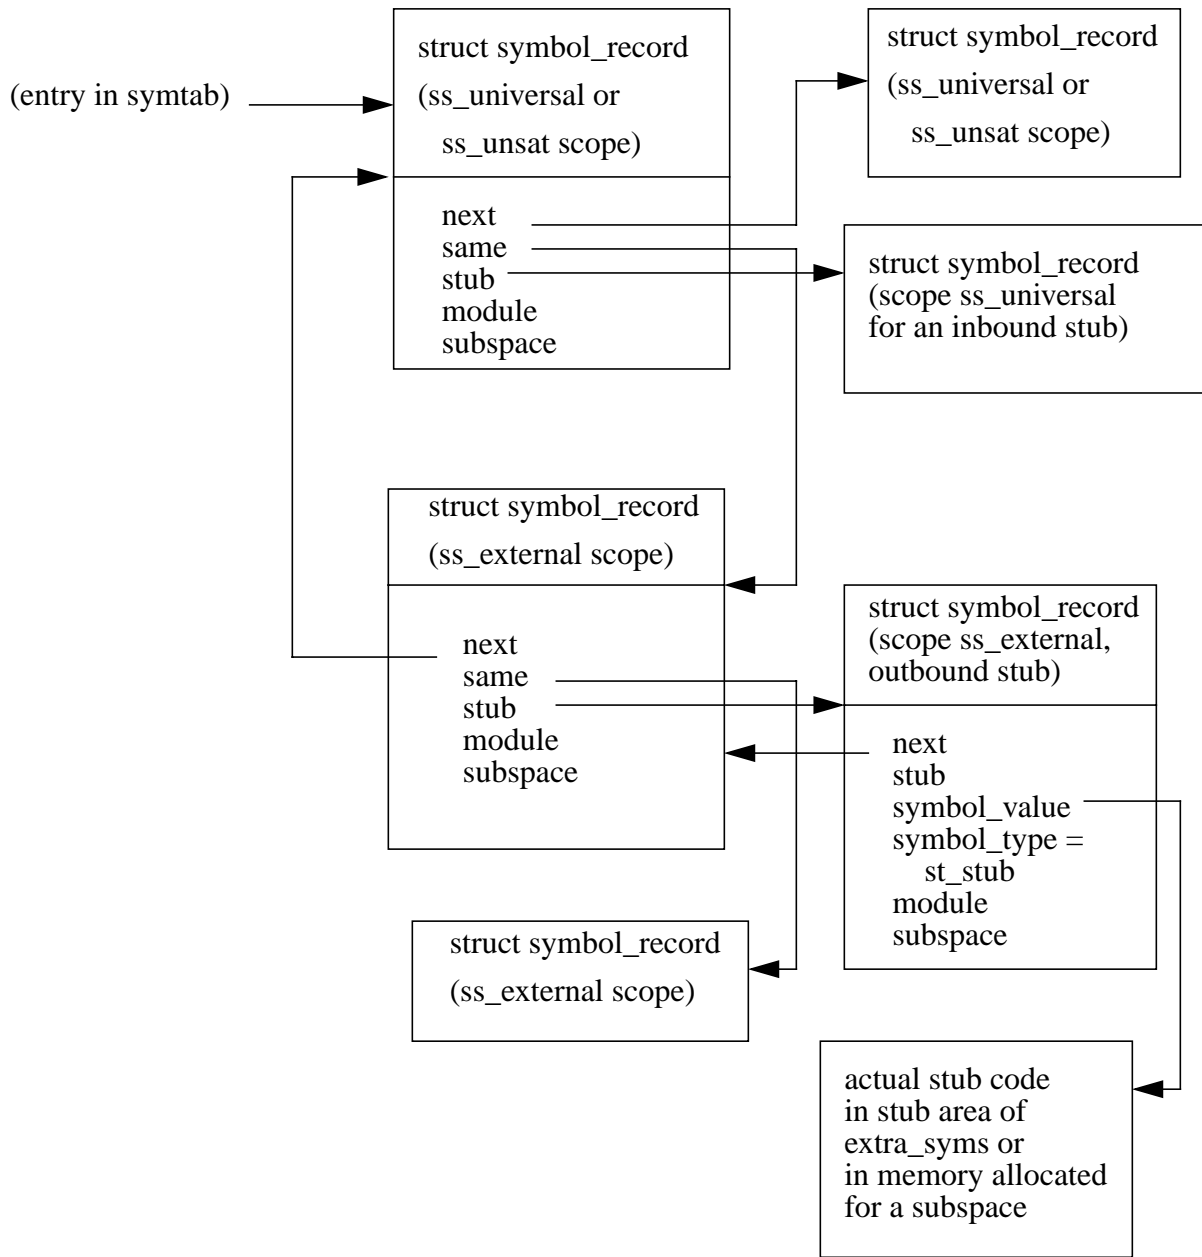 (entry in symtab)
struct symbol_record
(ss_universal or
ss_unsat scope)
next
same
stub
module
subspace
struct symbol_record
(ss_universal or
ss_unsat scope)
struct symbol_record
(scope ss_universal
for an inbound stub)
struct symbol_record
(ss_external scope)
next
same
stub
module
subspace
struct symbol_record
(scope ss_external,
outbound stub)
next
stub
symbol_value
symbol_type =
st_stub
module
subspace
struct symbol_record
(ss_external scope)
actual stub code
in stub area of
extra_syms or
in memory allocated
for a subspace